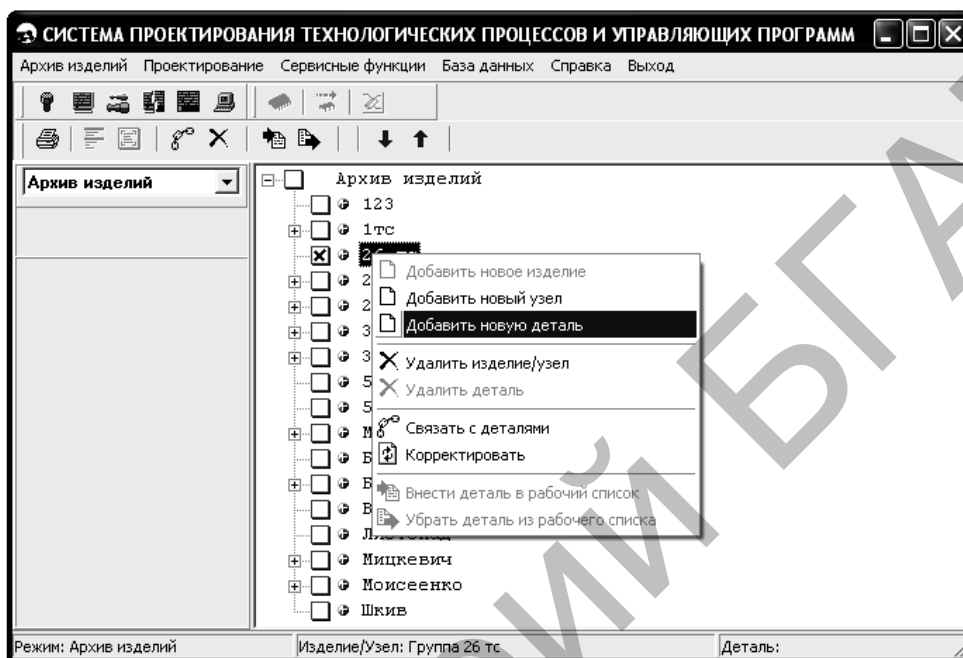 СИСТЕМА ПРОЕКТИРОВАНИЯ ТЕХНОЛОГИЧЕСКИХ ПРОЦЕССОВ И УПРАВЛЯЮЩИХ ПРОГРАММ
Архив изделий Проектирование Сервисные функции База данных Справка Выход
Архив изделий
Архив изделий
123
1тс
Добавить новое изделие
Добавить новый узел
Добавить новую деталь
Удалить изделие/узел
Удалить деталь
Связать с деталями
Корректировать
Внести деталь в рабочий список
Убрать деталь из рабочего списка
Мицкевич
Моисеенко
Шкив
Режим: Архив изделий Изделие/Узел: Группа 26 тс Деталь: